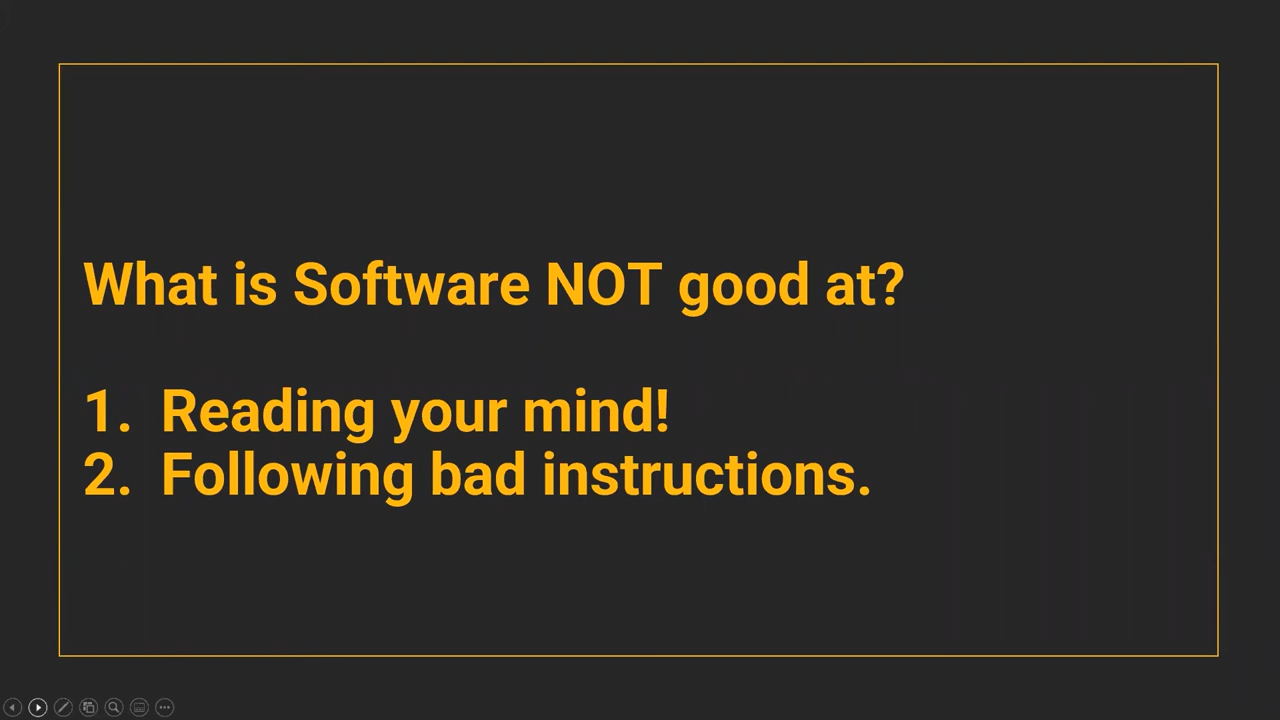 What is Software NOT good at?
1. Reading your mind!
2. Following bad instructions.